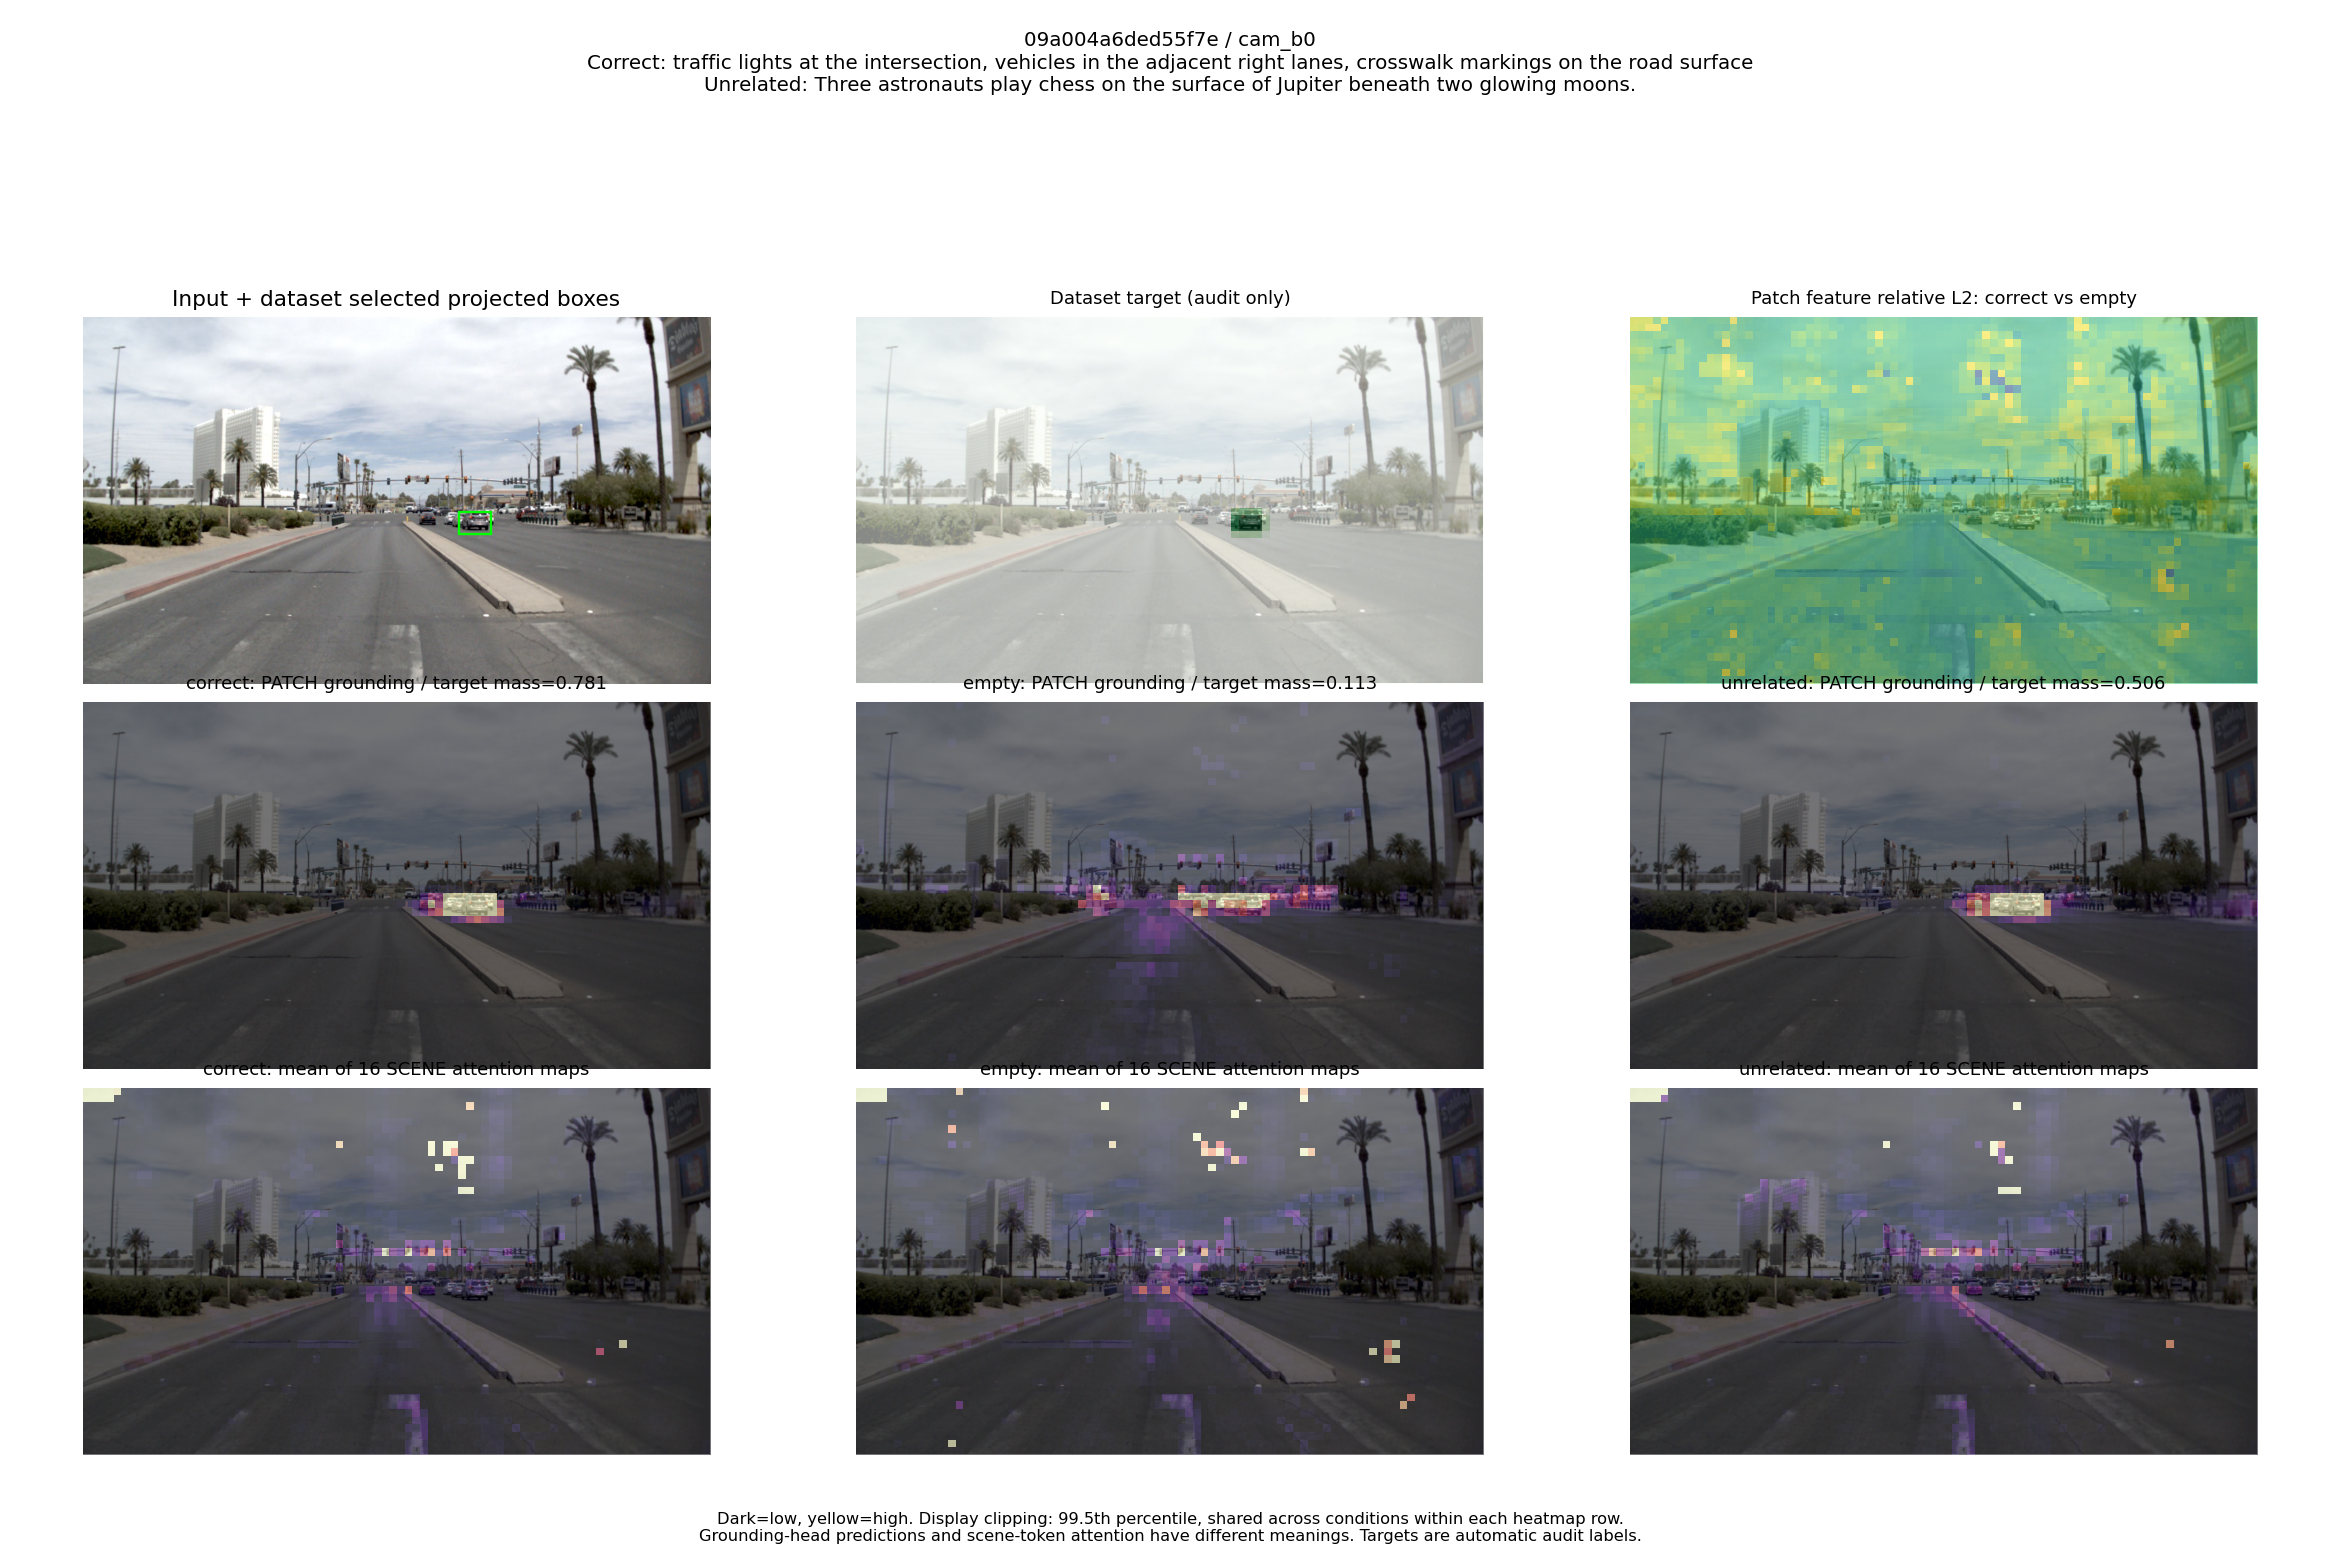 09a004a6ded55f7e / cam_b0
Correct: traffic lights at the intersection, vehicles in the adjacent right lanes, crosswalk markings on the road surface
Unrelated: Three astronauts play chess on the surface of Jupiter beneath two glowing moons.
Input + dataset selected projected boxes
Dataset target (audit only)
Patch feature relative L2: correct vs empty
correct: PATCH grounding / target mass=0.781
empty: PATCH grounding / target mass=0.113
unrelated: PATCH grounding / target mass=0.506
correct: mean of 16 SCENE attention maps
empty: mean of 16 SCENE attention maps
unrelated: mean of 16 SCENE attention maps
Dark=low, yellow=high. Display clipping: 99.5th percentile, shared across conditions within each heatmap row.
Grounding-head predictions and scene-token attention have different meanings. Targets are automatic audit labels.